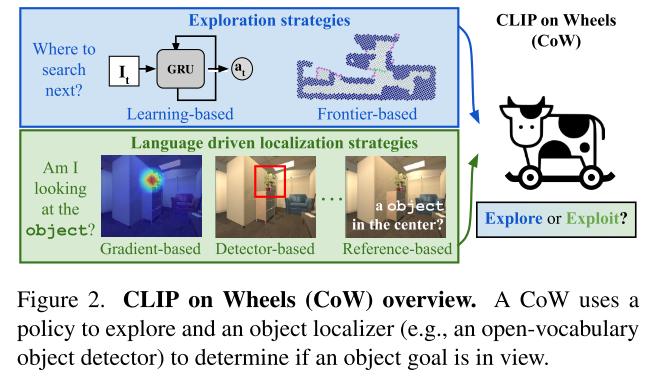 Exploration strategies
Where to
search
next?
I_t
GRU
a_t
Learning-based
Frontier-based
Language driven localization strategies
Am I
looking
at the
object?
a object
in the center?
Gradient-based
Detector-based
Reference-based
CLIP on Wheels
(CoW)
Explore or Exploit?
Figure 2. CLIP on Wheels (CoW) overview. A CoW uses a
policy to explore and an object localizer (e.g., an open-vocabulary
object detector) to determine if an object goal is in view.